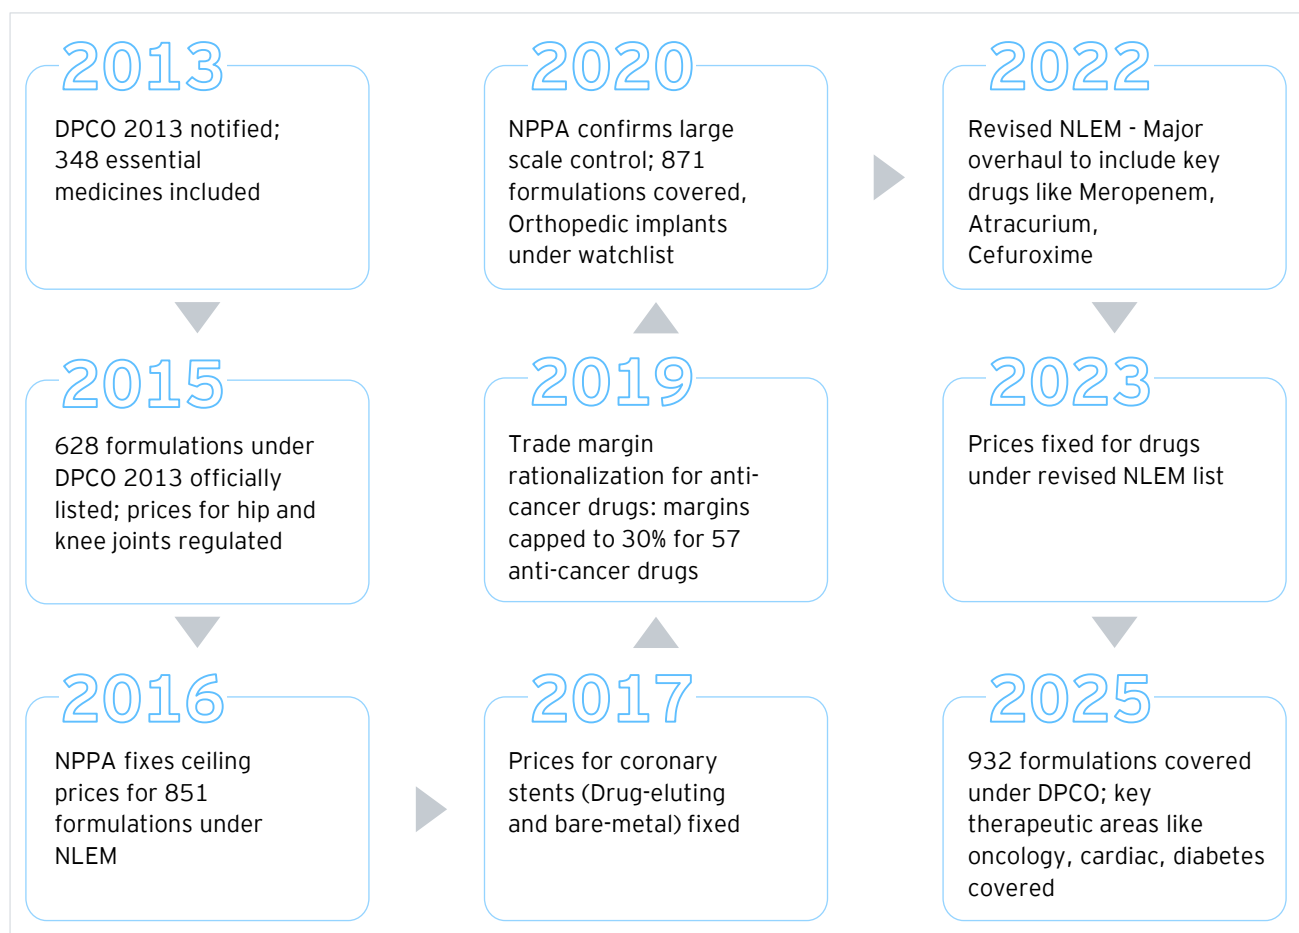 2013
DPCO 2013 notified;
348 essential
medicines included
2015
628 formulations under
DPCO 2013 officially
listed; prices for hip and
knee joints regulated
2016
NPPA fixes ceiling
prices for 851
formulations under
NLEM
2017
Prices for coronary
stents (Drug-eluting
and bare-metal) fixed
2019
Trade margin
rationalization for anti-
cancer drugs: margins
capped to 30% for 57
anti-cancer drugs
2020
NPPA confirms large
scale control; 871
formulations covered,
Orthopedic implants
under watchlist
2022
Revised NLEM - Major
overhaul to include key
drugs like Meropenem,
Atracurium,
Cefuroxime
2023
Prices fixed for drugs
under revised NLEM list
2025
932 formulations covered
under DPCO; key
therapeutic areas like
oncology, cardiac, diabetes
covered